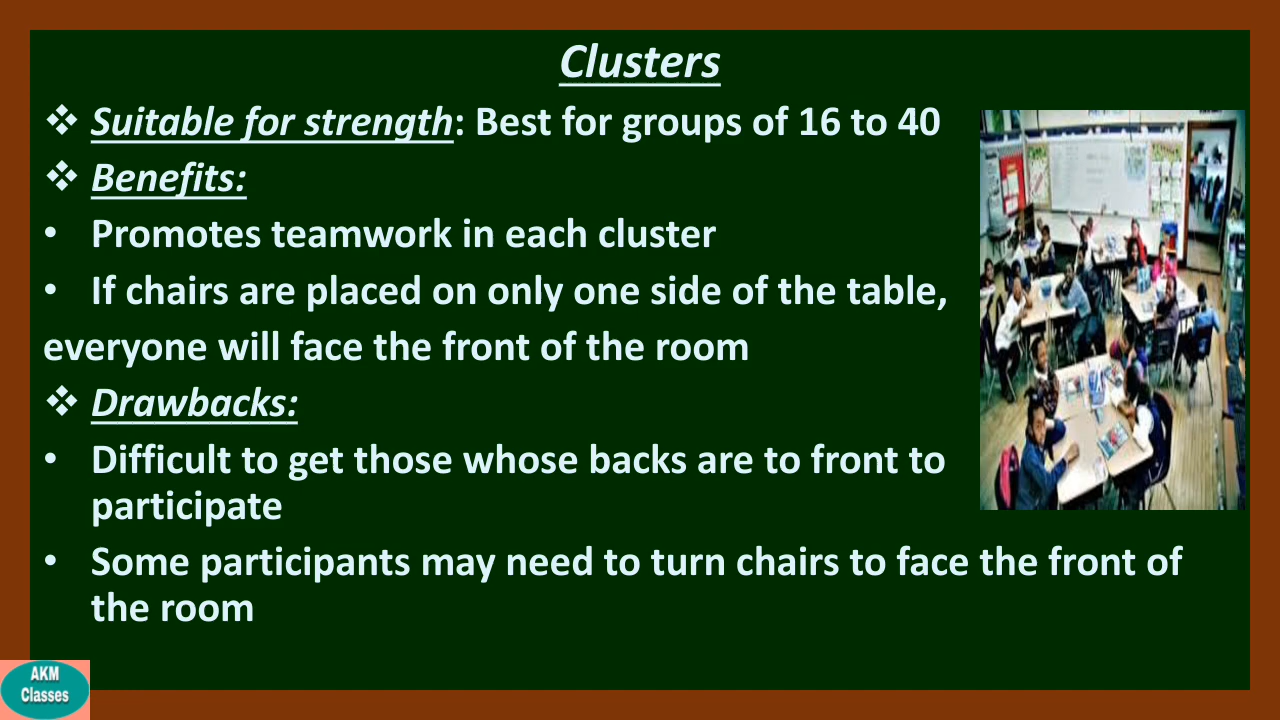 Clusters
❖ Suitable for strength: Best for groups of 16 to 40
❖ Benefits:
• Promotes teamwork in each cluster
• If chairs are placed on only one side of the table,
everyone will face the front of the room
❖ Drawbacks:
• Difficult to get those whose backs are to front to
participate
• Some participants may need to turn chairs to face the front of
the room
AKM
Classes